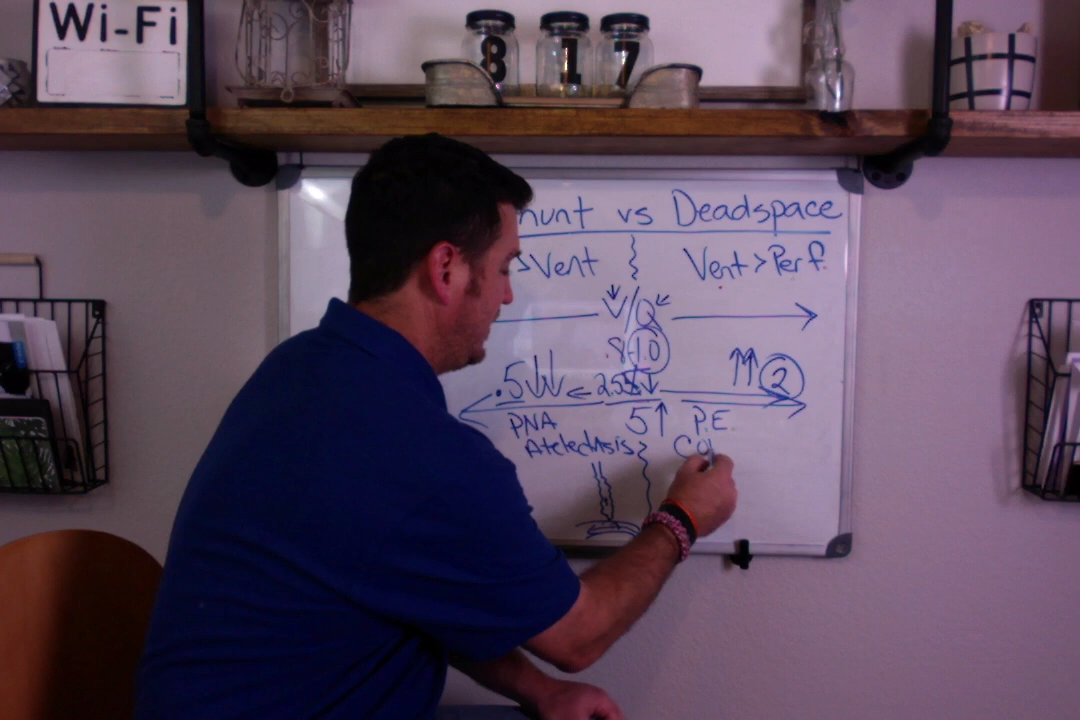 Wi-Fi
8 1 7
hunt vs Deadspace
>Vent
Vent > Perf.
V/Q
.8-1.0
.5↓↓ ← ↑↑ 2
PNA 5↑ P.E.
Atelectasis